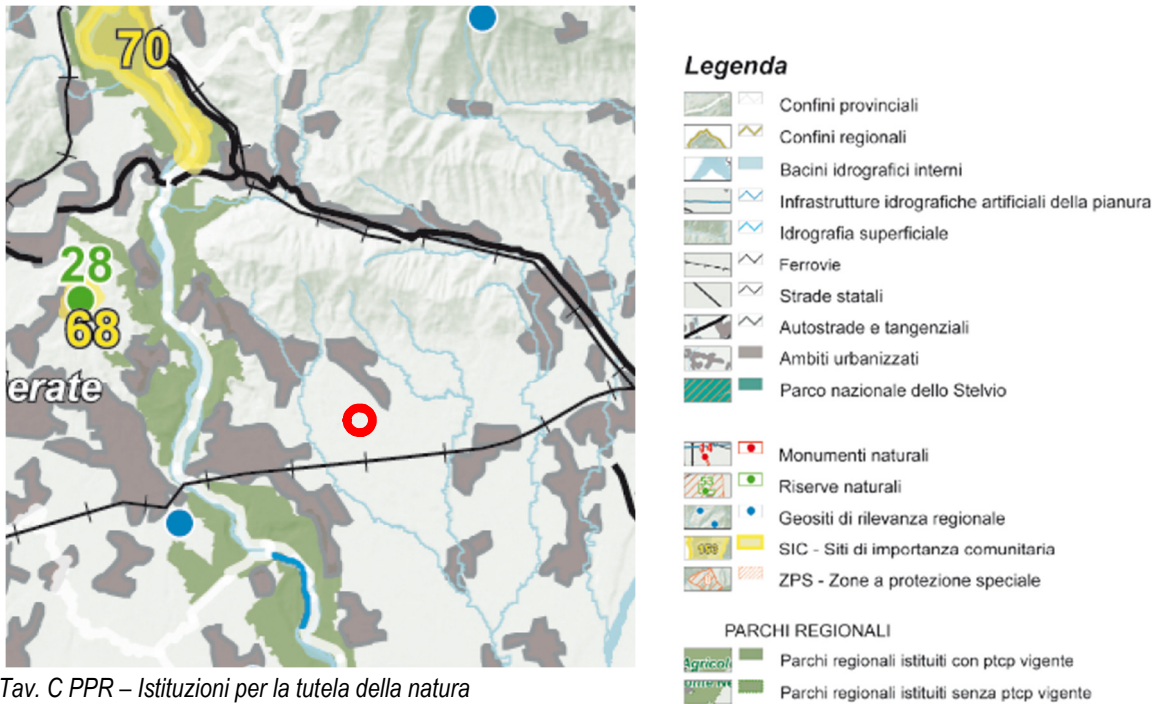 70
28
68
erate
Tav. C PPR – Istituzioni per la tutela della natura
Legenda
Confini provinciali
Confini regionali
Bacini idrografici interni
Infrastrutture idrografiche artificiali della pianura
Idrografia superficiale
Ferrovie
Strade statali
Autostrade e tangenziali
Ambiti urbanizzati
Parco nazionale dello Stelvio
Monumenti naturali
Riserve naturali
Geositi di rilevanza regionale
SIC - Siti di importanza comunitaria
ZPS - Zone a protezione speciale
PARCHI REGIONALI
Agricol
Parchi regionali istituiti con ptcp vigente
Parchi regionali istituiti senza ptcp vigente